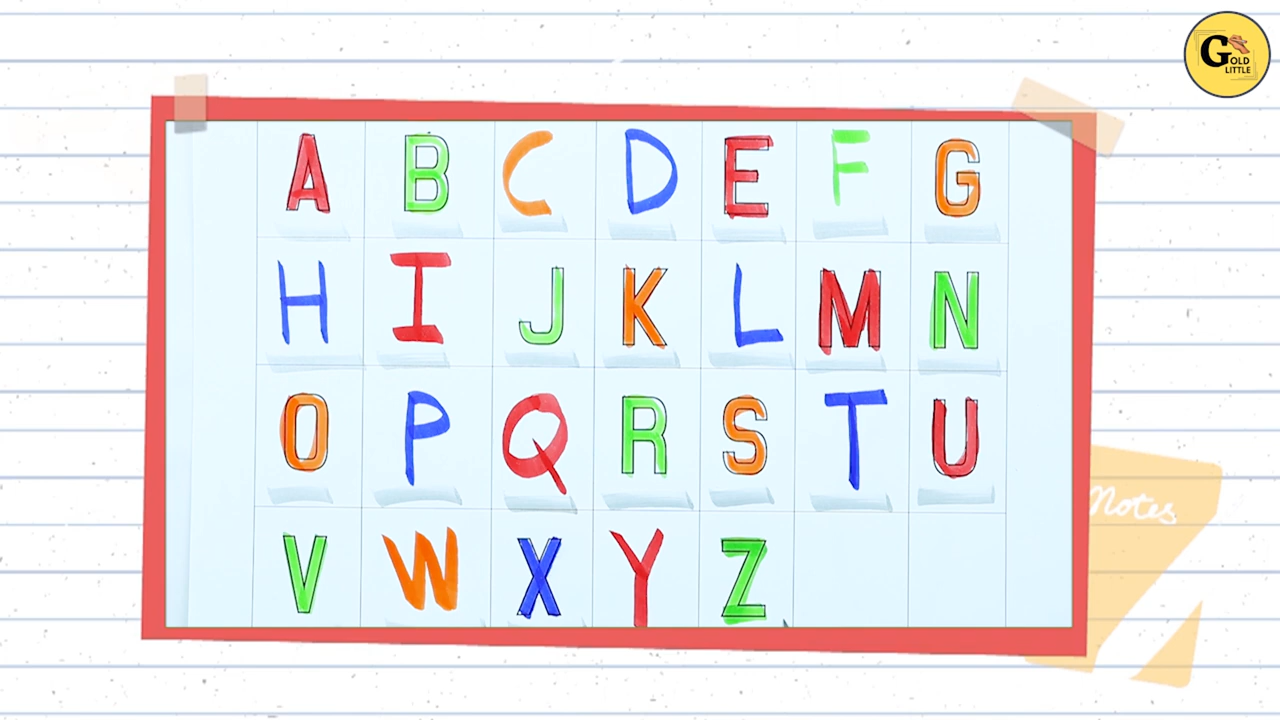 GOLD
LITTLE
A B C D E F G
H I J K L M N
O P Q R S T U
V W X Y Z
Notes